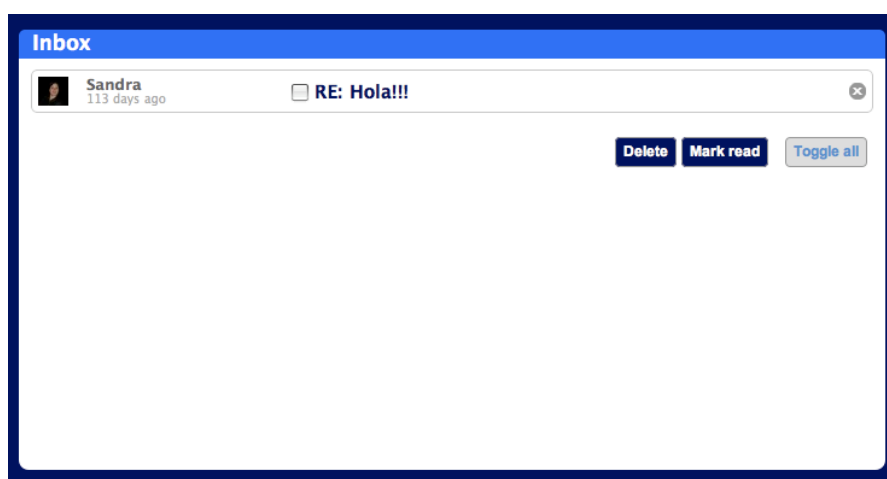 Inbox
Sandra
113 days ago
RE: Hola!!!
Delete Mark read Toggle all